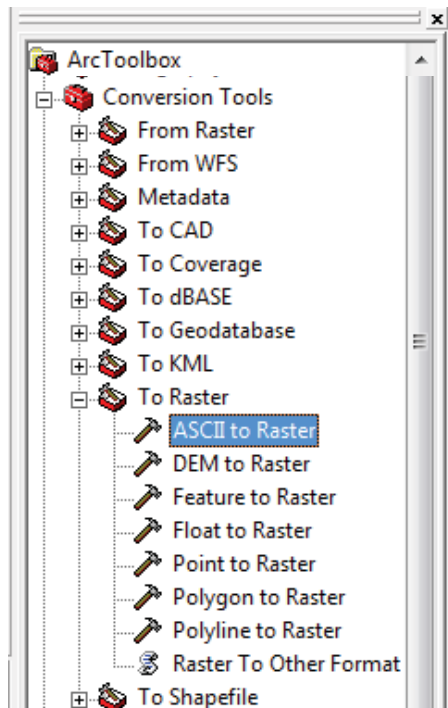 ArcToolbox
Conversion Tools
From Raster
From WFS
Metadata
To CAD
To Coverage
To dBASE
To Geodatabase
To KML
To Raster
ASCII to Raster
DEM to Raster
Feature to Raster
Float to Raster
Point to Raster
Polygon to Raster
Polyline to Raster
Raster To Other Format
To Shapefile